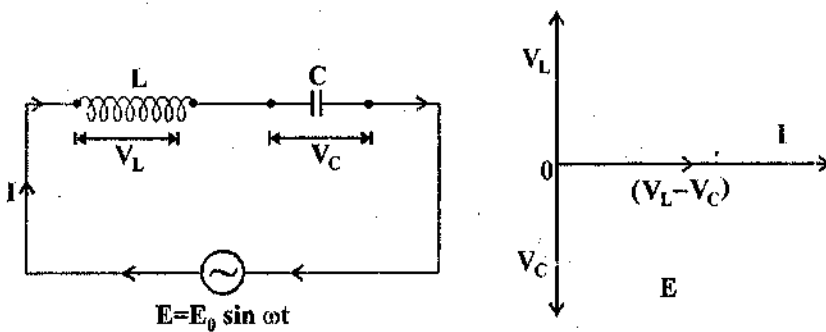 L
C
V_L
V_C
I
E=E_0 sin ωt
V_L
I
0
(V_L–V_C)
V_C
E